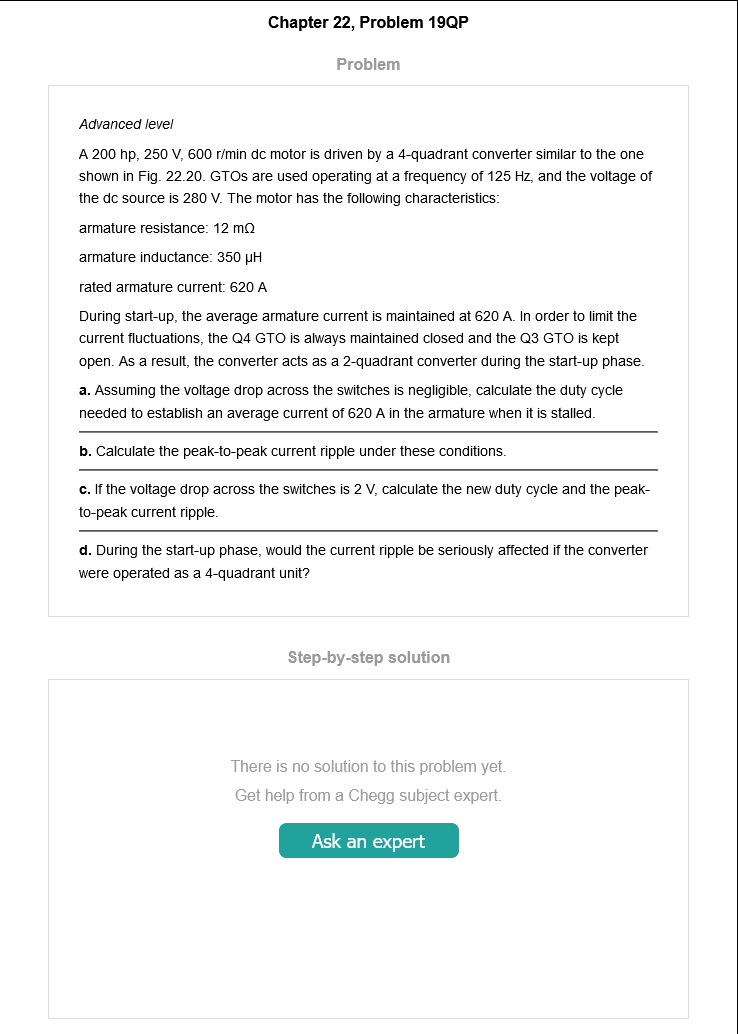 Chapter 22, Problem 19QP
Problem
Advanced level
A 200 hp, 250 V, 600 r/min dc motor is driven by a 4-quadrant converter similar to the one
shown in Fig. 22.20. GTOs are used operating at a frequency of 125 Hz, and the voltage of
the dc source is 280 V. The motor has the following characteristics:
armature resistance: 12 mΩ
armature inductance: 350 μH
rated armature current: 620 A
During start-up, the average armature current is maintained at 620 A. In order to limit the
current fluctuations, the Q4 GTO is always maintained closed and the Q3 GTO is kept
open. As a result, the converter acts as a 2-quadrant converter during the start-up phase.
a. Assuming the voltage drop across the switches is negligible, calculate the duty cycle
needed to establish an average current of 620 A in the armature when it is stalled.
b. Calculate the peak-to-peak current ripple under these conditions.
c. If the voltage drop across the switches is 2 V, calculate the new duty cycle and the peak-
to-peak current ripple.
d. During the start-up phase, would the current ripple be seriously affected if the converter
were operated as a 4-quadrant unit?
Step-by-step solution
There is no solution to this problem yet.
Get help from a Chegg subject expert.
Ask an expert